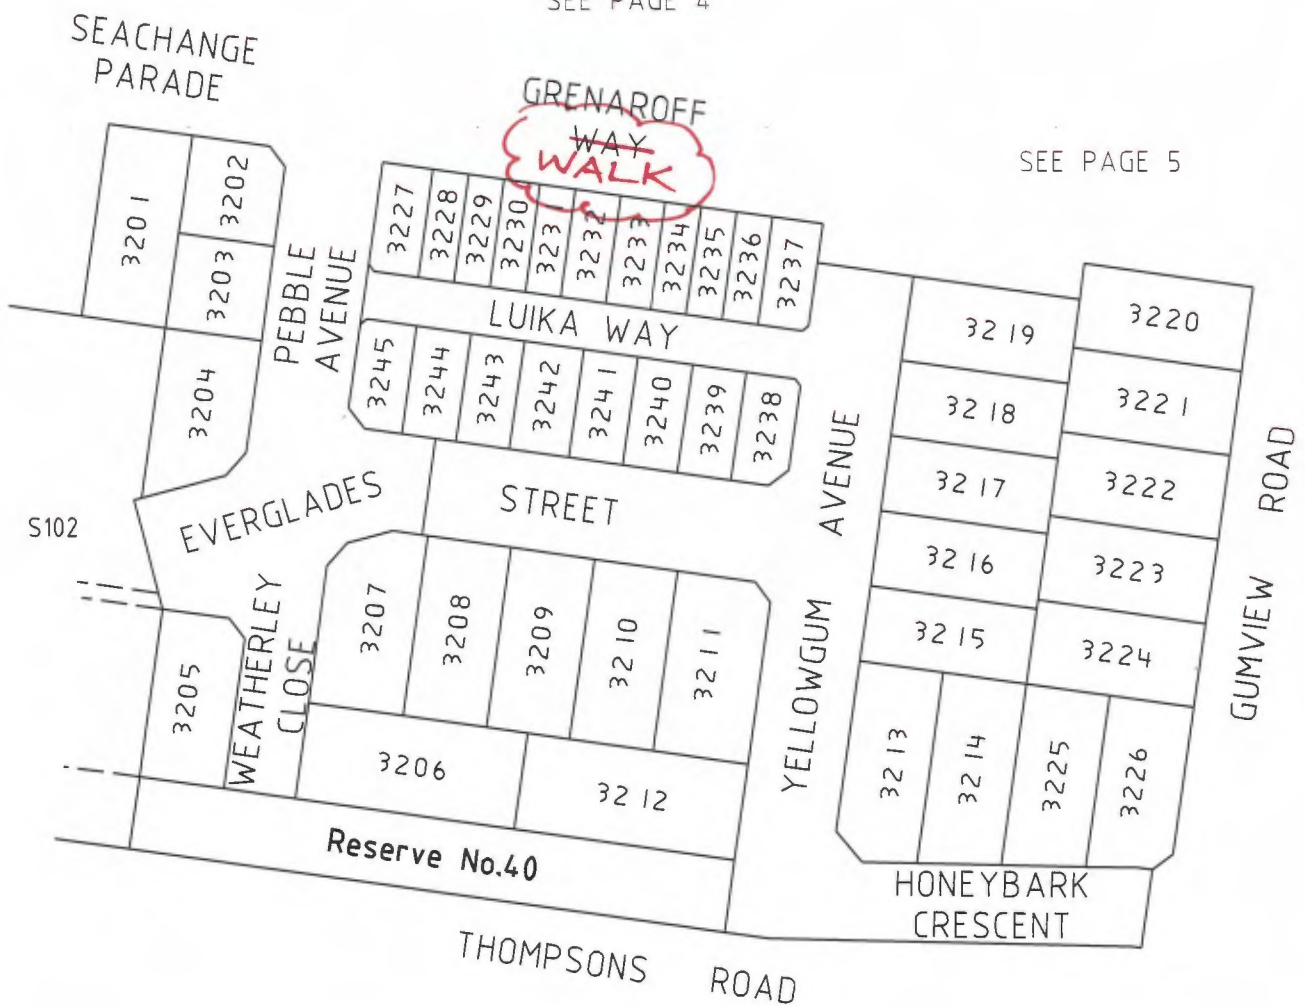 SEE PAGE 4
SEACHANGE
PARADE
GRENAROFF
WAY
WALK
SEE PAGE 5
3201
3202
3203
3204
PEBBLE
AVENUE
3227
3228
3229
3230
3231
3232
3233
3234
3235
3236
3237
LUIKA WAY
3245
3244
3243
3242
3241
3240
3239
3238
3219
3218
3217
3216
3215
3220
3221
3222
3223
3224
YELLOWGUM AVENUE
GUMVIEW ROAD
EVERGLADES STREET
S102
3205
WEATHERLEY
CLOSE
3207
3208
3209
3210
3211
3206
3212
3213
3214
3225
3226
Reserve No.40
HONEYBARK
CRESCENT
THOMPSONS ROAD